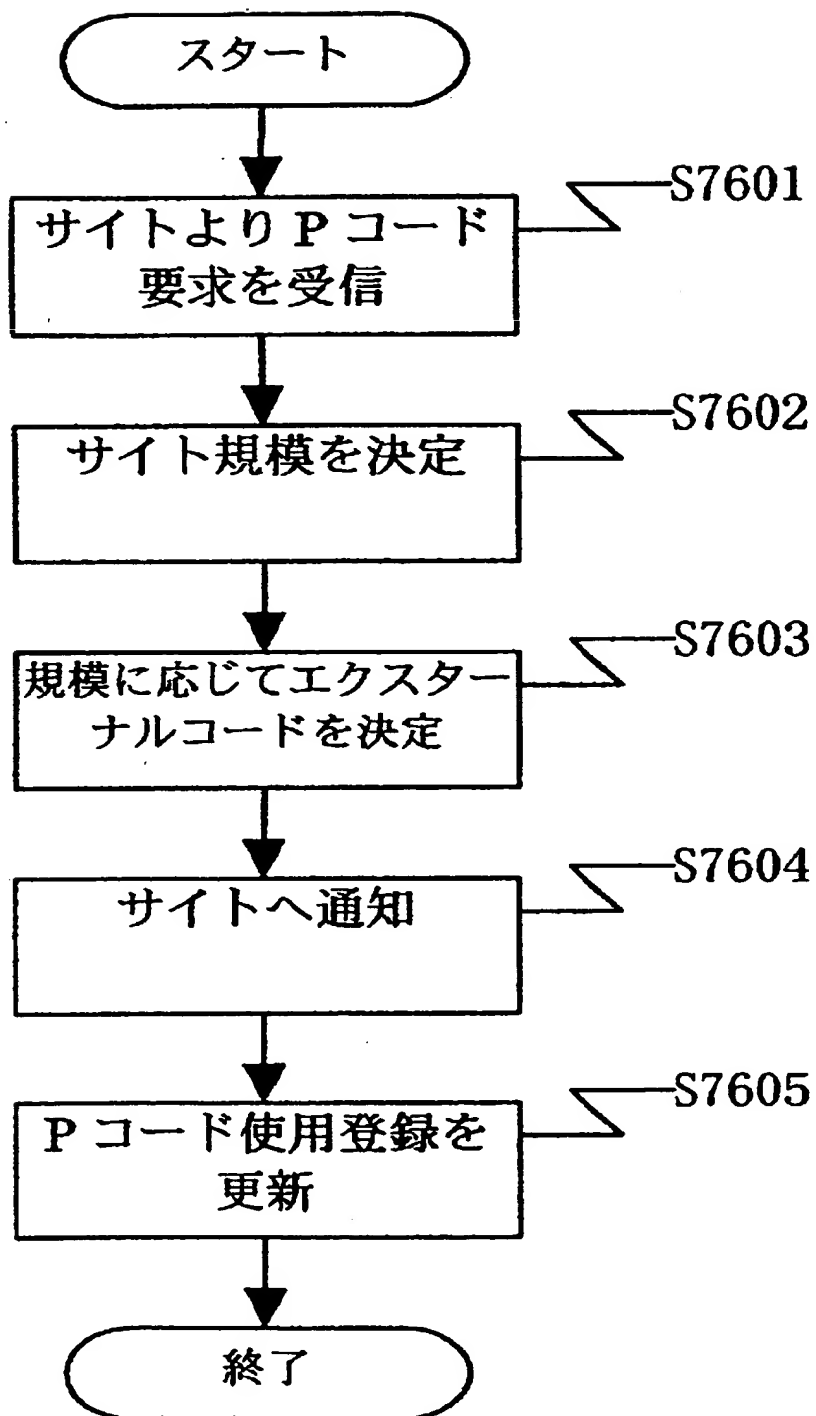 スタート
サイトより P コード
要求を受信
S7601
サイト規模を決定
S7602
規模に応じてエクスター
ナルコードを決定
S7603
サイトへ通知
S7604
P コード使用登録を
更新
S7605
終了